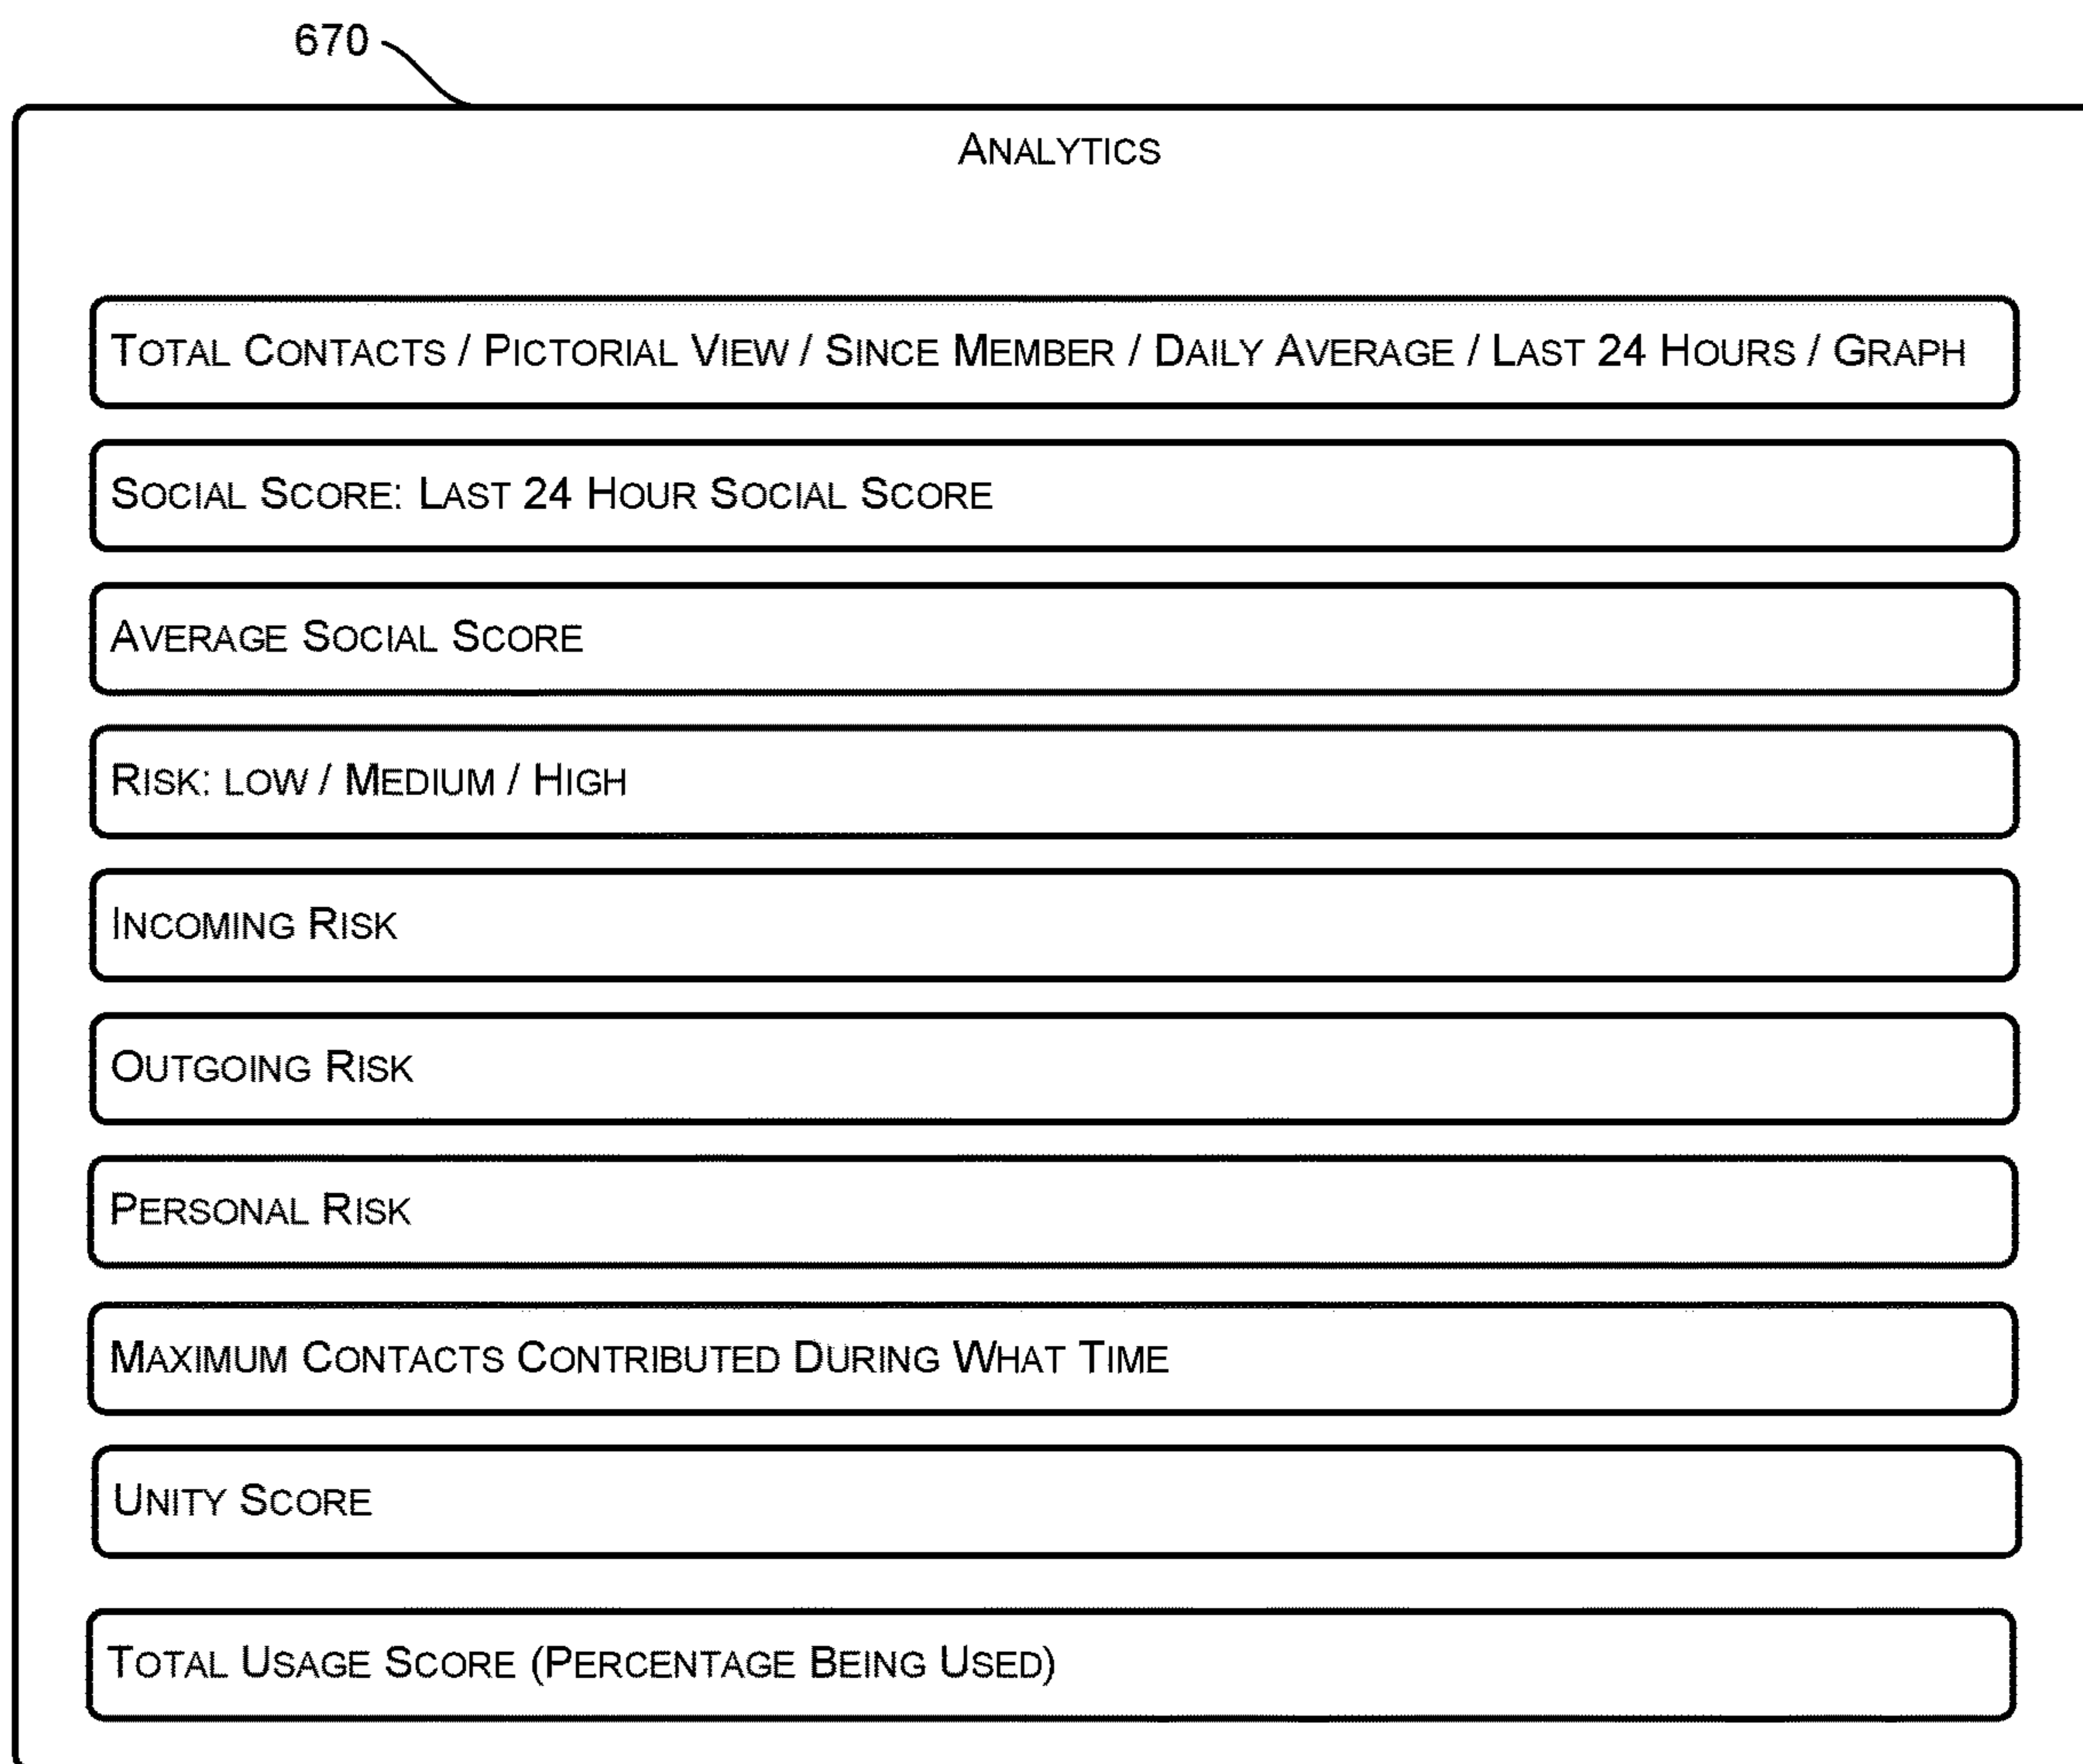 670
ANALYTICS
TOTAL CONTACTS / PICTORIAL VIEW / SINCE MEMBER / DAILY AVERAGE / LAST 24 HOURS / GRAPH
SOCIAL SCORE: LAST 24 HOUR SOCIAL SCORE
AVERAGE SOCIAL SCORE
RISK: LOW / MEDIUM / HIGH
INCOMING RISK
OUTGOING RISK
PERSONAL RISK
MAXIMUM CONTACTS CONTRIBUTED DURING WHAT TIME
UNITY SCORE
TOTAL USAGE SCORE (PERCENTAGE BEING USED)